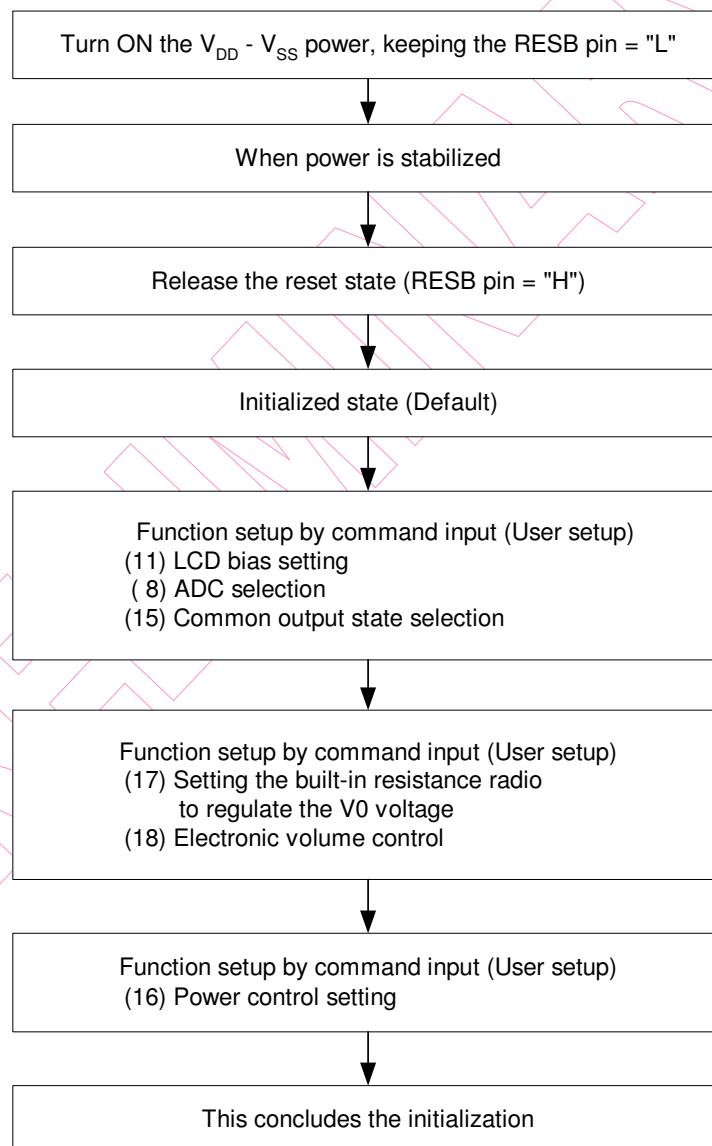 Turn ON the VDD - VSS power, keeping the RESB pin = "L"
When power is stabilized
Release the reset state (RESB pin = "H")
Initialized state (Default)
Function setup by command input (User setup)
(11) LCD bias setting
( 8) ADC selection
(15) Common output state selection
Function setup by command input (User setup)
(17) Setting the built-in resistance radio
to regulate the V0 voltage
(18) Electronic volume control
Function setup by command input (User setup)
(16) Power control setting
This concludes the initialization